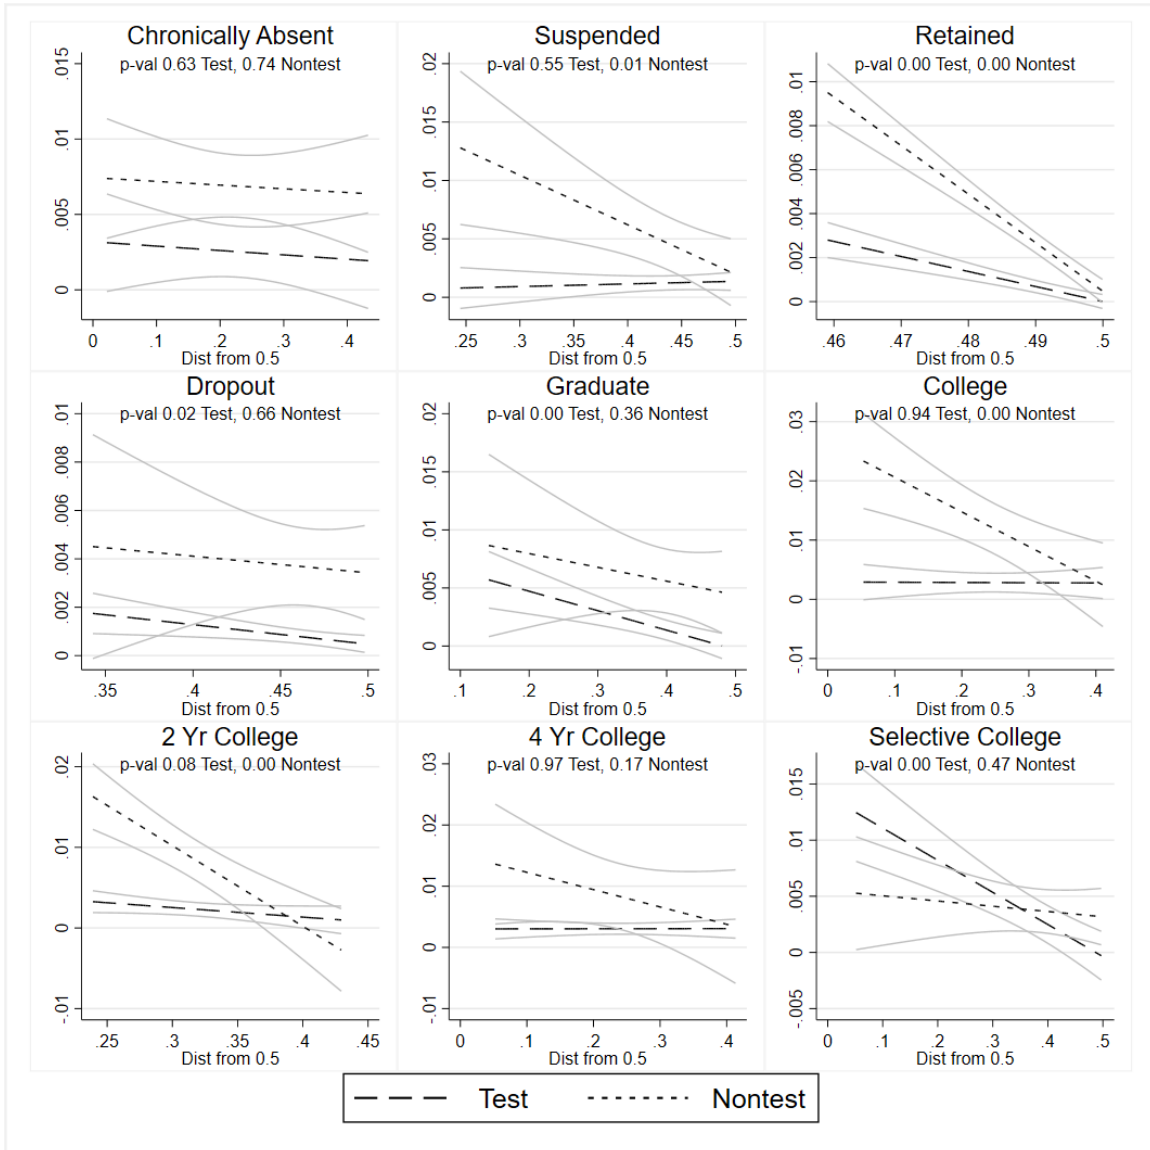 Chronically Absent
p-val 0.63 Test, 0.74 Nontest
.015
.01
.005
0
0 .1 .2 .3 .4
Dist from 0.5
Suspended
p-val 0.55 Test, 0.01 Nontest
.02
.015
.01
.005
0
.25 .3 .35 .4 .45 .5
Dist from 0.5
Retained
p-val 0.00 Test, 0.00 Nontest
.01
.008
.006
.004
.002
0
.46 .47 .48 .49 .5
Dist from 0.5
Dropout
p-val 0.02 Test, 0.66 Nontest
.01
.008
.006
.004
.002
0
.35 .4 .45 .5
Dist from 0.5
Graduate
p-val 0.00 Test, 0.36 Nontest
.02
.015
.01
.005
0
.1 .2 .3 .4 .5
Dist from 0.5
College
p-val 0.94 Test, 0.00 Nontest
.03
.02
.01
0
-.01
0 .1 .2 .3 .4
Dist from 0.5
2 Yr College
p-val 0.08 Test, 0.00 Nontest
.02
.01
0
-.01
.25 .3 .35 .4 .45
Dist from 0.5
4 Yr College
p-val 0.97 Test, 0.17 Nontest
.03
.02
.01
0
-.01
0 .1 .2 .3 .4
Dist from 0.5
Selective College
p-val 0.00 Test, 0.47 Nontest
.015
.01
.005
0
-.005
0 .1 .2 .3 .4 .5
Dist from 0.5
Test Nontest